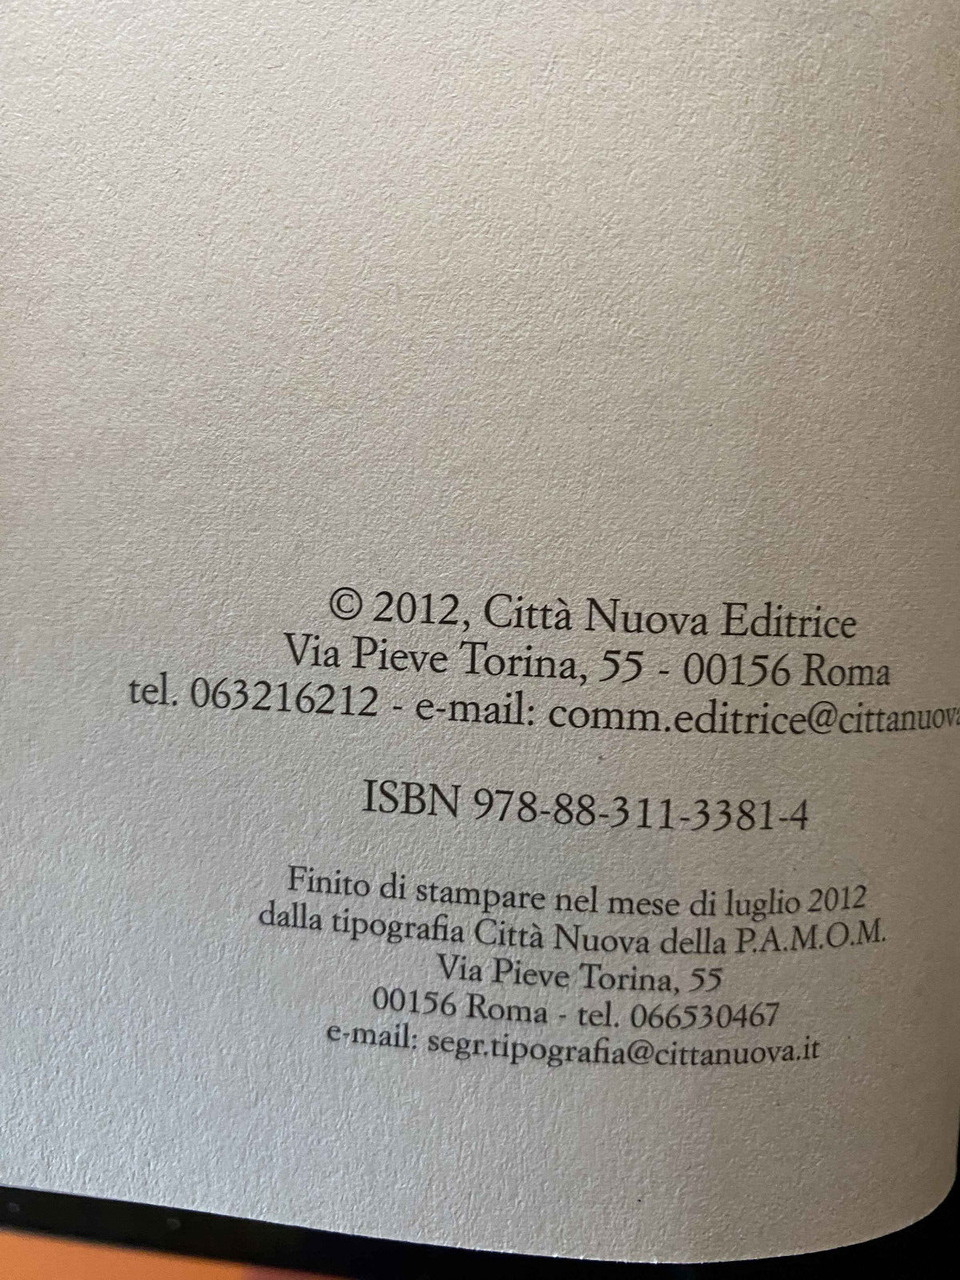 © 2012, Città Nuova Editrice
Via Pieve Torina, 55 - 00156 Roma
tel. 063216212 - e-mail: comm.editrice@cittanuova
ISBN 978-88-311-3381-4
Finito di stampare nel mese di luglio 2012
dalla tipografia Città Nuova della P.A.M.O.M.
Via Pieve Torina, 55
00156 Roma - tel. 066530467
e-mail: segr.tipografia@cittanuova.it